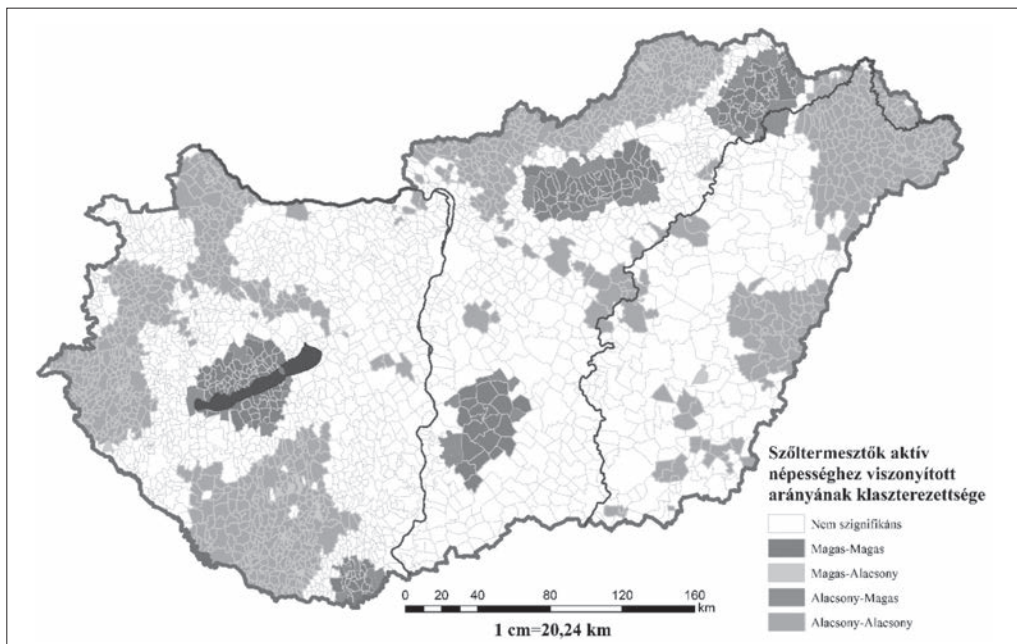 Szőltermesztők aktív
népességhez viszonyított
arányának klaszterezettsége
Nem szignifikáns
Magas-Magas
Magas-Alacsony
Alacsony-Magas
Alacsony-Alacsony
0 20 40 80 120 160
km
1 cm=20,24 km